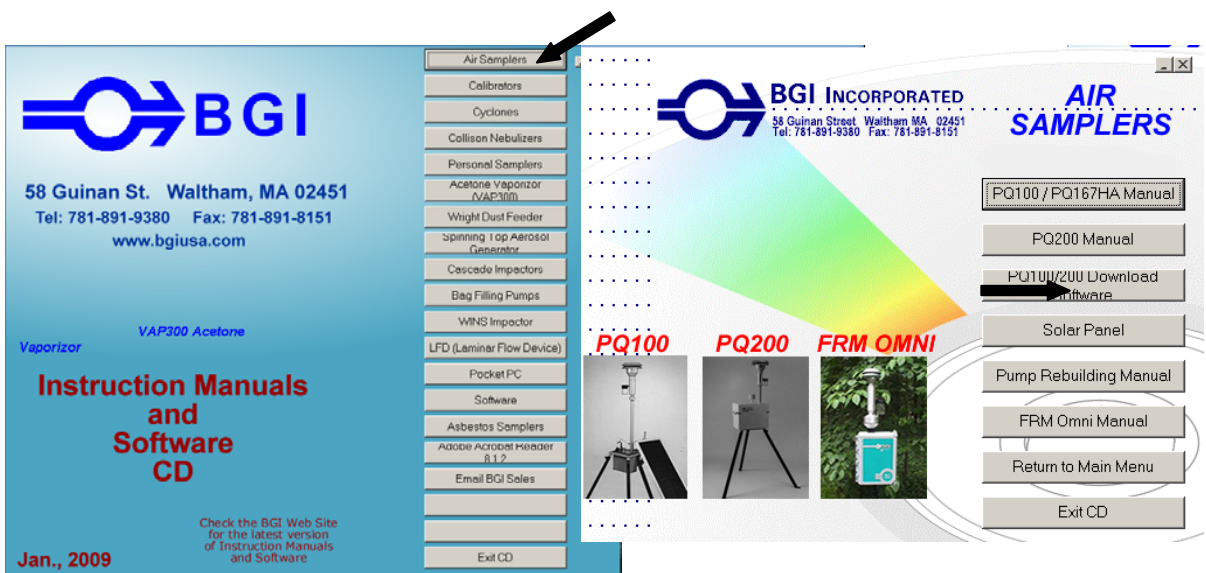 BGI
58 Guinan St. Waltham, MA 02451
Tel: 781-891-9380 Fax: 781-891-8151
www.bgiusa.com
VAP300 Acetone
Vaporizor
Instruction Manuals
and
Software
CD
Check the BGI Web Site
for the latest version
of Instruction Manuals
and Software
Jan., 2009
Air Samplers
Calibrators
Cyclones
Collison Nebulizers
Personal Samplers
Acetone Vaporizor
(VAP300)
Wright Dust Feeder
Spinning Top Aerosol
Generator
Cascade Impactors
Bag Filling Pumps
WINS Impactor
LFD (Laminar Flow Device)
Pocket PC
Software
Asbestos Samplers
Adobe Acrobat Reader
8.1.2
Email BGI Sales
Exit CD
BGI INCORPORATED
58 Guinan Street Waltham MA 02451
Tel: 781-891-9380 Fax: 781-891-8151
AIR
SAMPLERS
PQ100 / PQ167HA Manual
PQ200 Manual
PQ100/200 Download
Solar Panel
Pump Rebuilding Manual
FRM Omni Manual
Return to Main Menu
Exit CD
PQ100 PQ200 FRM OMNI